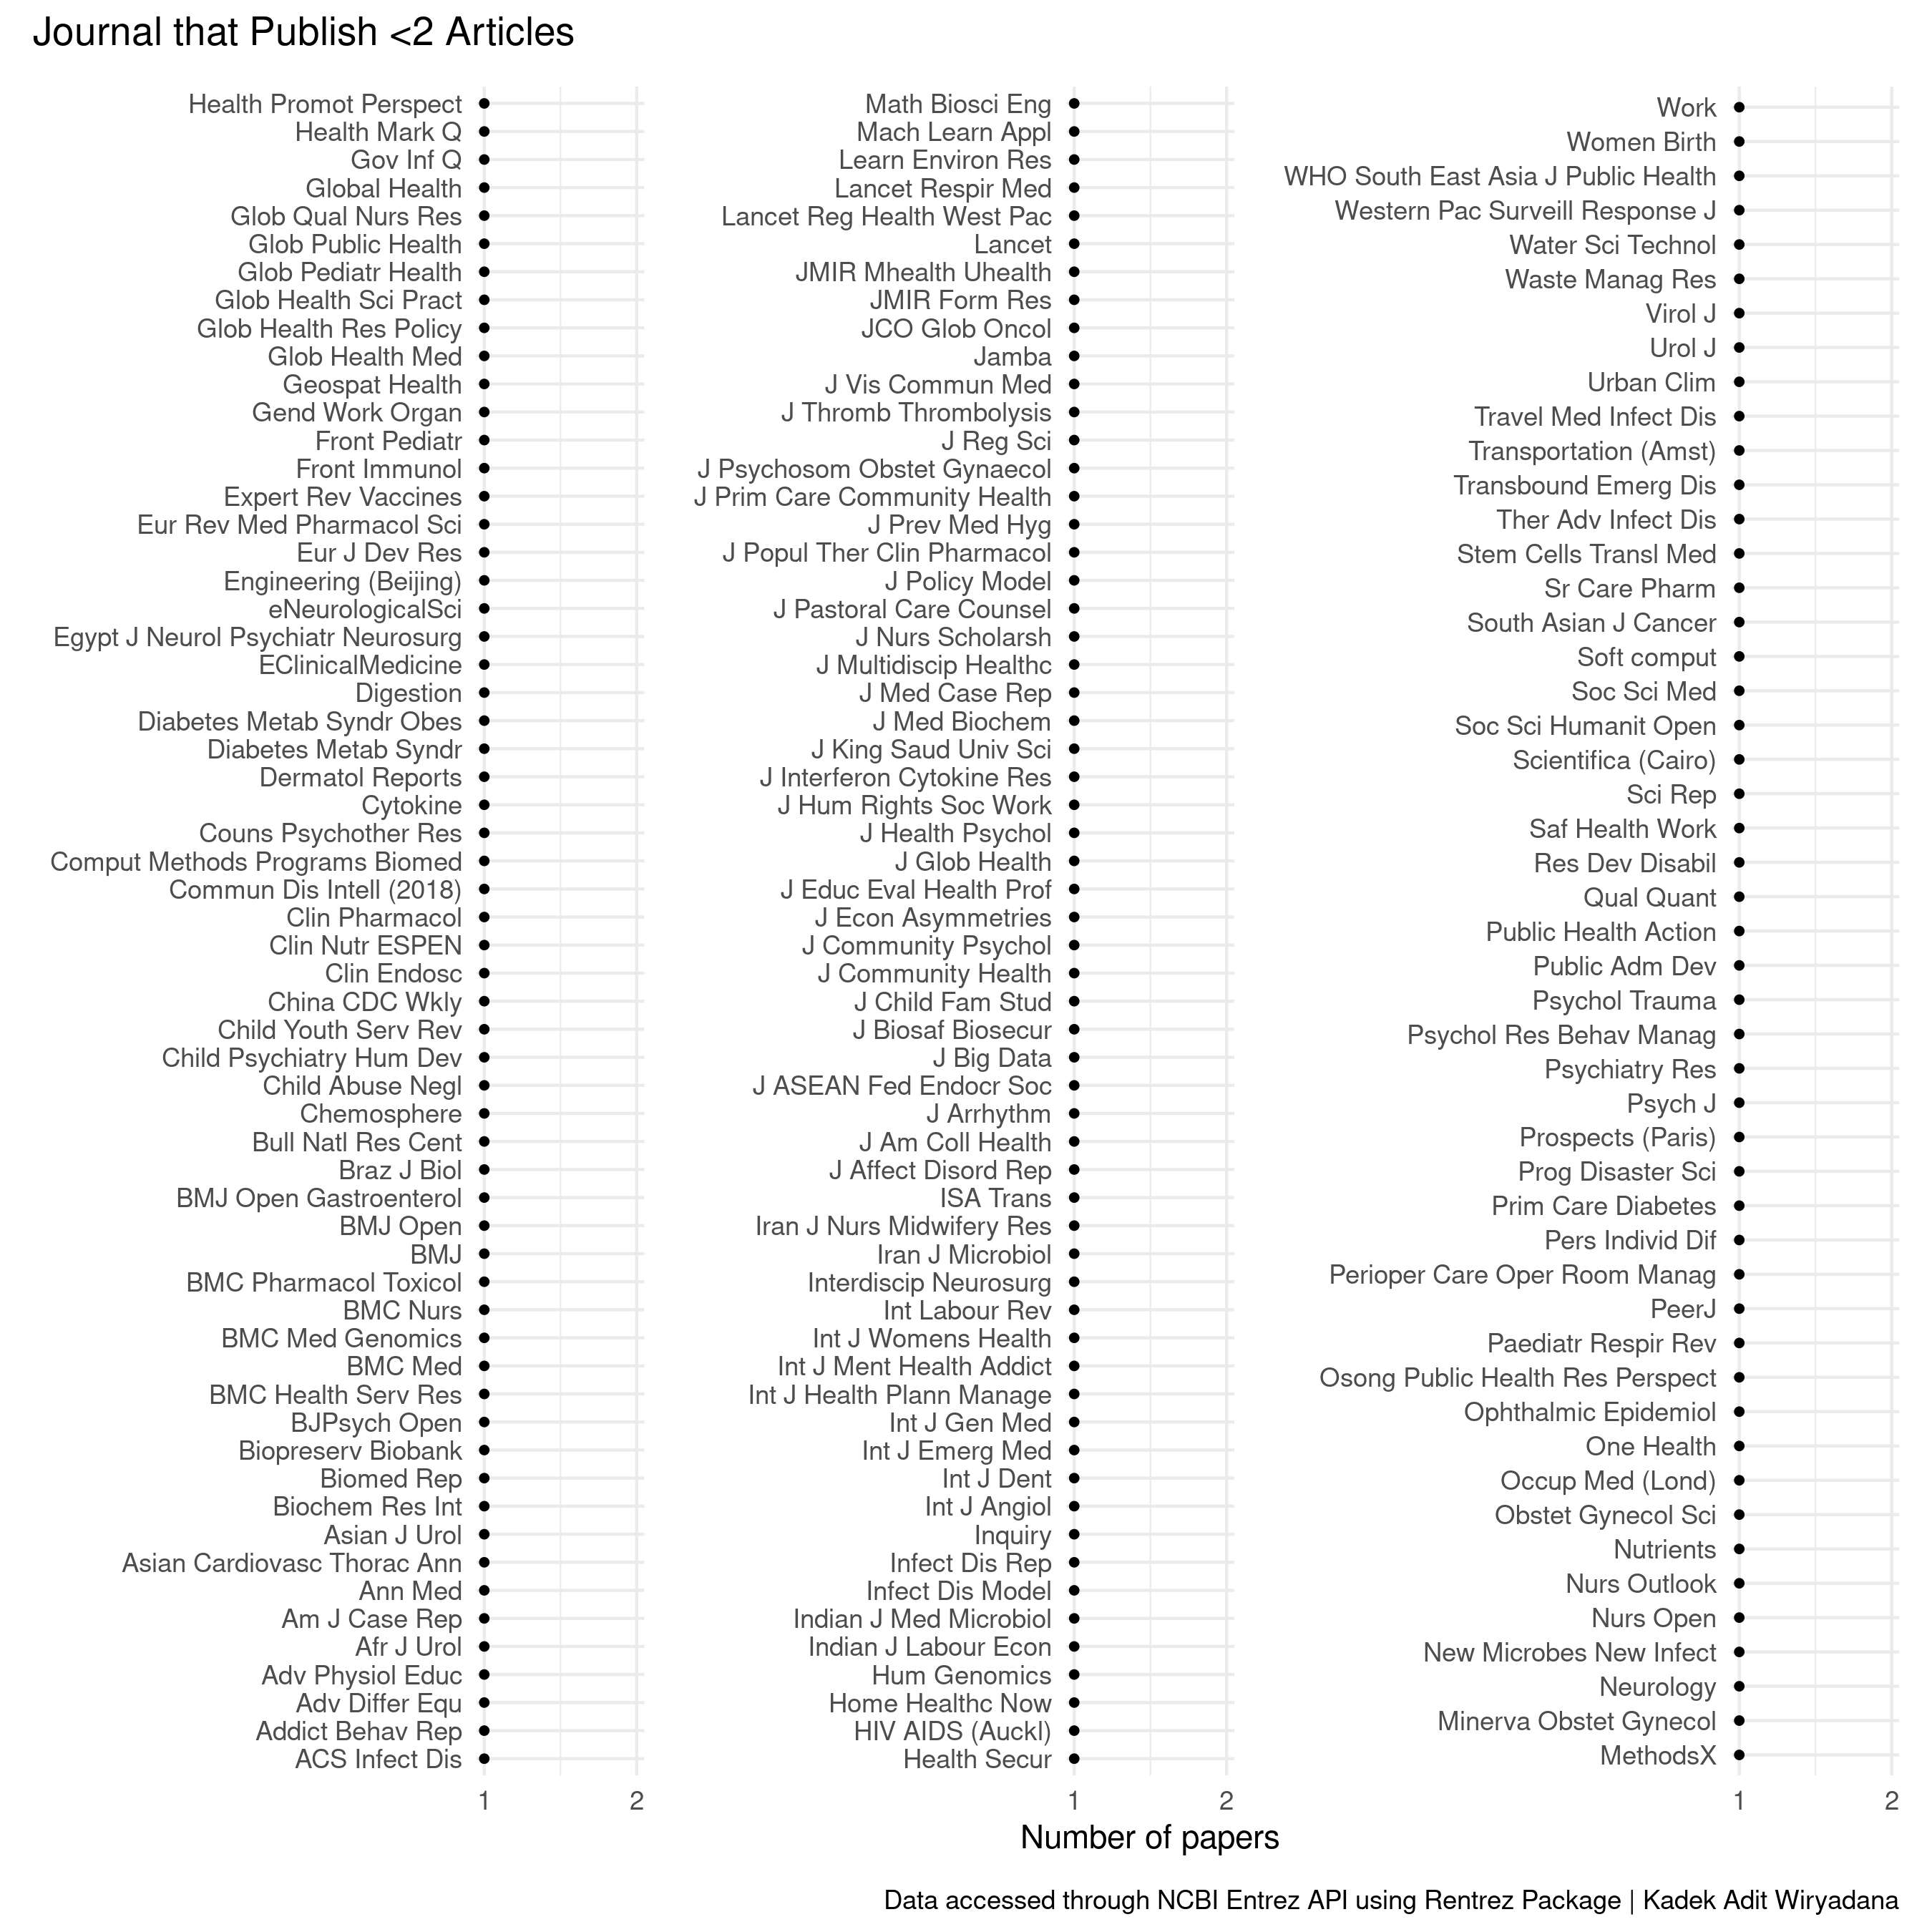 Journal that Publish <2 Articles
Health Promot Perspect
Health Mark Q
Gov Inf Q
Global Health
Glob Qual Nurs Res
Glob Public Health
Glob Pediatr Health
Glob Health Sci Pract
Glob Health Res Policy
Glob Health Med
Geospat Health
Gend Work Organ
Front Pediatr
Front Immunol
Expert Rev Vaccines
Eur Rev Med Pharmacol Sci
Eur J Dev Res
Engineering (Beijing)
eNeurologicalSci
Egypt J Neurol Psychiatr Neurosurg
EClinicalMedicine
Digestion
Diabetes Metab Syndr Obes
Diabetes Metab Syndr
Dermatol Reports
Cytokine
Couns Psychother Res
Comput Methods Programs Biomed
Commun Dis Intell (2018)
Clin Pharmacol
Clin Nutr ESPEN
Clin Endosc
China CDC Wkly
Child Youth Serv Rev
Child Psychiatry Hum Dev
Child Abuse Negl
Chemosphere
Bull Natl Res Cent
Braz J Biol
BMJ Open Gastroenterol
BMJ Open
BMJ
BMC Pharmacol Toxicol
BMC Nurs
BMC Med Genomics
BMC Med
BMC Health Serv Res
BJPsych Open
Biopreserv Biobank
Biomed Rep
Biochem Res Int
Asian J Urol
Asian Cardiovasc Thorac Ann
Ann Med
Am J Case Rep
Afr J Urol
Adv Physiol Educ
Adv Differ Equ
Addict Behav Rep
ACS Infect Dis
1 2
Math Biosci Eng
Mach Learn Appl
Learn Environ Res
Lancet Respir Med
Lancet Reg Health West Pac
Lancet
JMIR Mhealth Uhealth
JMIR Form Res
JCO Glob Oncol
Jamba
J Vis Commun Med
J Thromb Thrombolysis
J Reg Sci
J Psychosom Obstet Gynaecol
J Prim Care Community Health
J Prev Med Hyg
J Popul Ther Clin Pharmacol
J Policy Model
J Pastoral Care Counsel
J Nurs Scholarsh
J Multidiscip Healthc
J Med Case Rep
J Med Biochem
J King Saud Univ Sci
J Interferon Cytokine Res
J Hum Rights Soc Work
J Health Psychol
J Glob Health
J Educ Eval Health Prof
J Econ Asymmetries
J Community Psychol
J Community Health
J Child Fam Stud
J Biosaf Biosecur
J Big Data
J ASEAN Fed Endocr Soc
J Arrhythm
J Am Coll Health
J Affect Disord Rep
ISA Trans
Iran J Nurs Midwifery Res
Iran J Microbiol
Interdiscip Neurosurg
Int Labour Rev
Int J Womens Health
Int J Ment Health Addict
Int J Health Plann Manage
Int J Gen Med
Int J Emerg Med
Int J Dent
Int J Angiol
Inquiry
Infect Dis Rep
Infect Dis Model
Indian J Med Microbiol
Indian J Labour Econ
Hum Genomics
Home Healthc Now
HIV AIDS (Auckl)
Health Secur
1 2
Work
Women Birth
WHO South East Asia J Public Health
Western Pac Surveill Response J
Water Sci Technol
Waste Manag Res
Virol J
Urol J
Urban Clim
Travel Med Infect Dis
Transportation (Amst)
Transbound Emerg Dis
Ther Adv Infect Dis
Stem Cells Transl Med
Sr Care Pharm
South Asian J Cancer
Soft comput
Soc Sci Med
Soc Sci Humanit Open
Scientifica (Cairo)
Sci Rep
Saf Health Work
Res Dev Disabil
Qual Quant
Public Health Action
Public Adm Dev
Psychol Trauma
Psychol Res Behav Manag
Psychiatry Res
Psych J
Prospects (Paris)
Prog Disaster Sci
Prim Care Diabetes
Pers Individ Dif
Perioper Care Oper Room Manag
PeerJ
Paediatr Respir Rev
Osong Public Health Res Perspect
Ophthalmic Epidemiol
One Health
Occup Med (Lond)
Obstet Gynecol Sci
Nutrients
Nurs Outlook
Nurs Open
New Microbes New Infect
Neurology
Minerva Obstet Gynecol
MethodsX
1 2
Number of papers
Data accessed through NCBI Entrez API using Rentrez Package | Kadek Adit Wiryadana